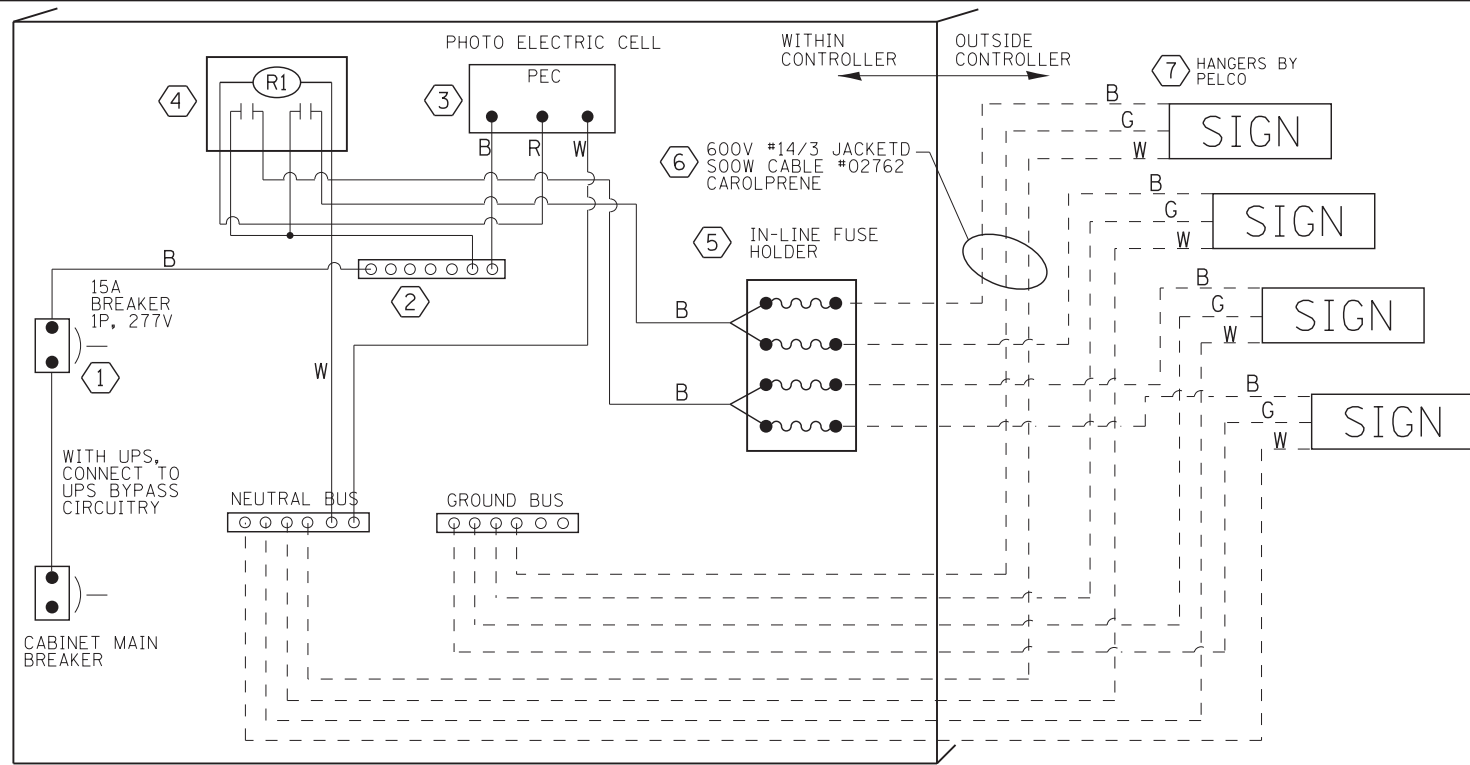 PHOTO ELECTRIC CELL
WITHIN
CONTROLLER
OUTSIDE
CONTROLLER
7
HANGERS BY
PELCO
4
R1
3
PEC
B
R
W
6
600V #14/3 JACKETD
SOOW CABLE #02762
CAROLPRENE
B
G
W
SIGN
B
G
W
SIGN
5
IN-LINE FUSE
HOLDER
B
15A
BREAKER
1P, 277V
2
1
W
B
B
B
G
W
SIGN
B
G
W
SIGN
WITH UPS,
CONNECT TO
UPS BYPASS
CIRCUITRY
NEUTRAL BUS
GROUND BUS
CABINET MAIN
BREAKER